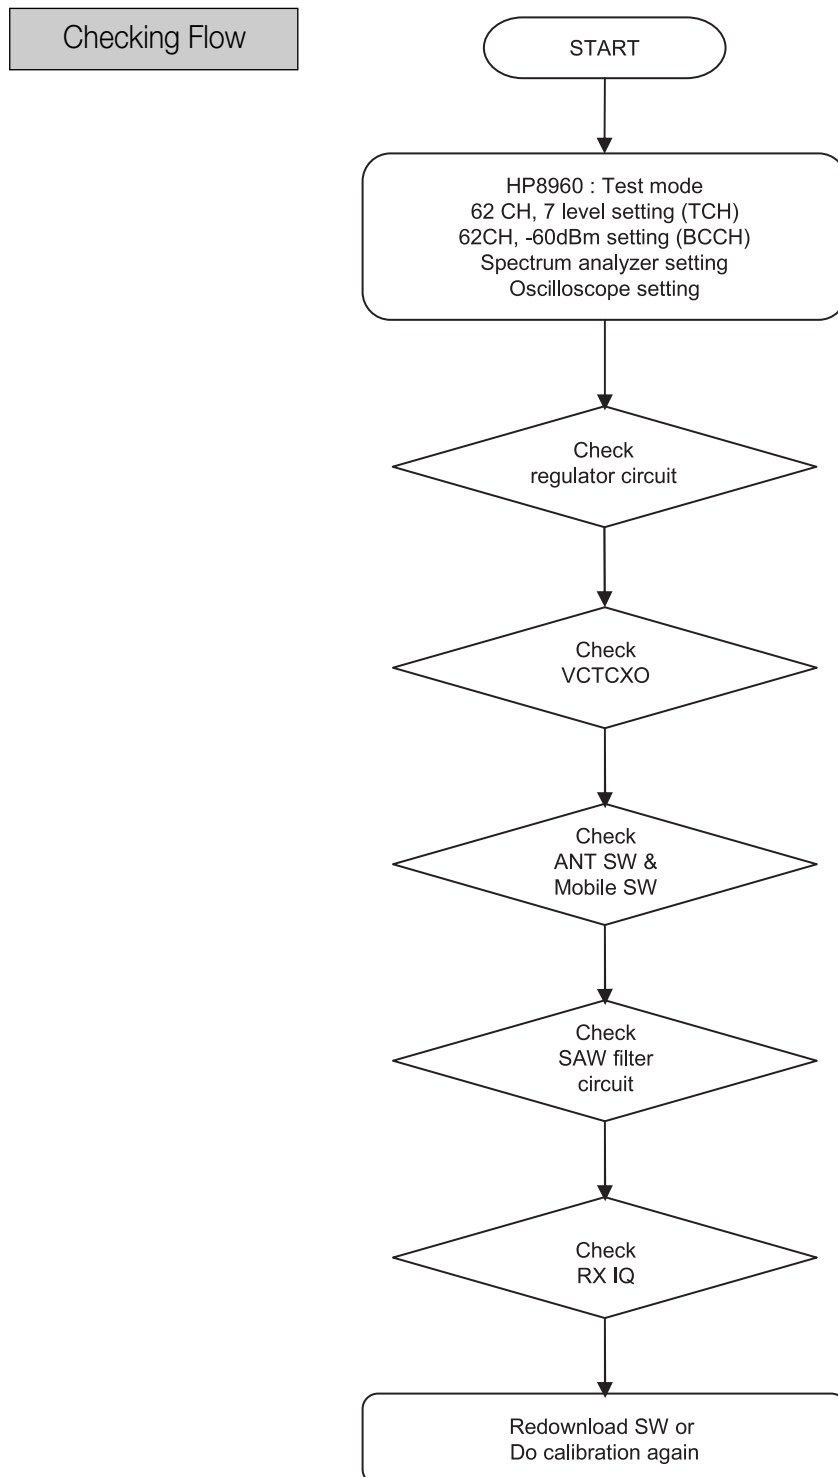 Checking Flow
START
HP8960 : Test mode
62 CH, 7 level setting (TCH)
62CH, -60dBm setting (BCCH)
Spectrum analyzer setting
Oscilloscope setting
Check
regulator circuit
Check
VCTCXO
Check
ANT SW &
Mobile SW
Check
SAW filter
circuit
Check
RX IQ
Redownload SW or
Do calibration again